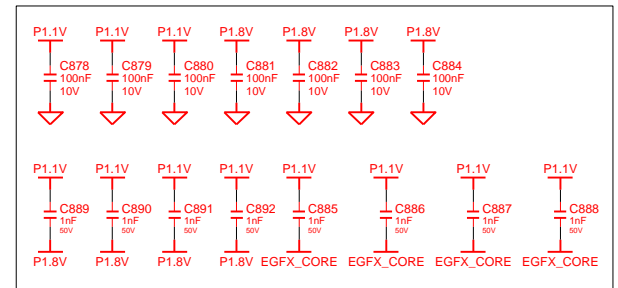 P1.1V P1.1V P1.1V P1.8V P1.8V P1.8V P1.8V
C878 C879 C880 C881 C882 C883 C884
100nF 100nF 100nF 100nF 100nF 100nF 100nF
10V 10V 10V 10V 10V 10V 10V
P1.1V P1.1V P1.1V P1.1V P1.1V P1.1V P1.1V P1.1V
C889 C890 C891 C892 C885 C886 C887 C888
1nF 1nF 1nF 1nF 1nF 1nF 1nF 1nF
50V 50V 50V 50V 50V 50V 50V 50V
P1.8V P1.8V P1.8V P1.8V EGFX_CORE EGFX_CORE EGFX_CORE EGFX_CORE